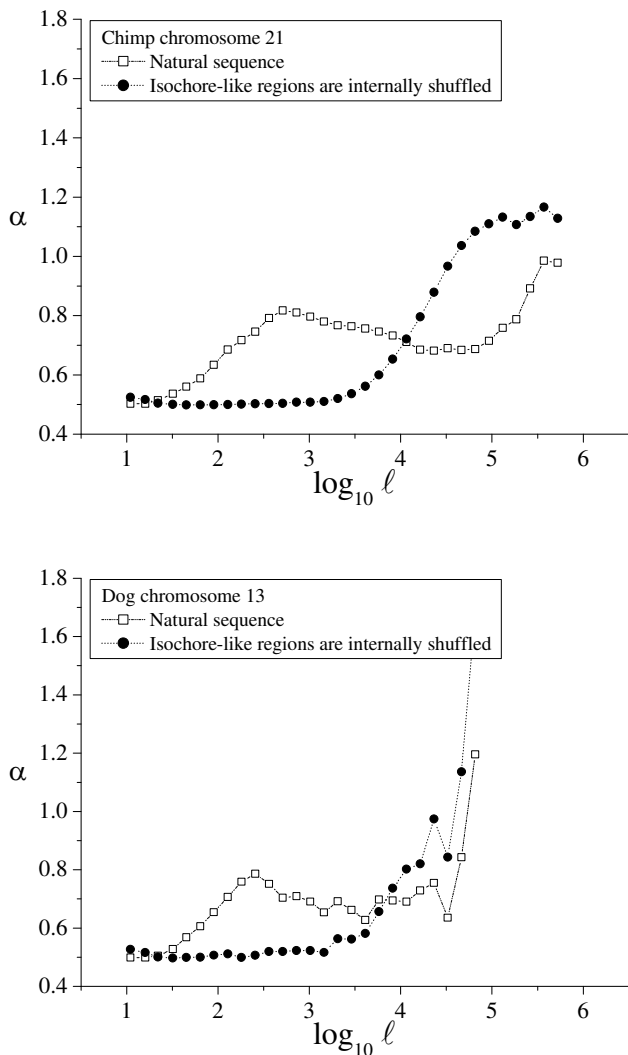 1.8
Chimp chromosome 21
Natural sequence
Isochore-like regions are internally shuffled
1.6
1.4
1.2
α
1.0
0.8
0.6
0.4
1 2 3 4 5 6
log₁₀ ℓ
1.8
Dog chromosome 13
Natural sequence
Isochore-like regions are internally shuffled
1.6
1.4
1.2
α
1.0
0.8
0.6
0.4
1 2 3 4 5 6
log₁₀ ℓ